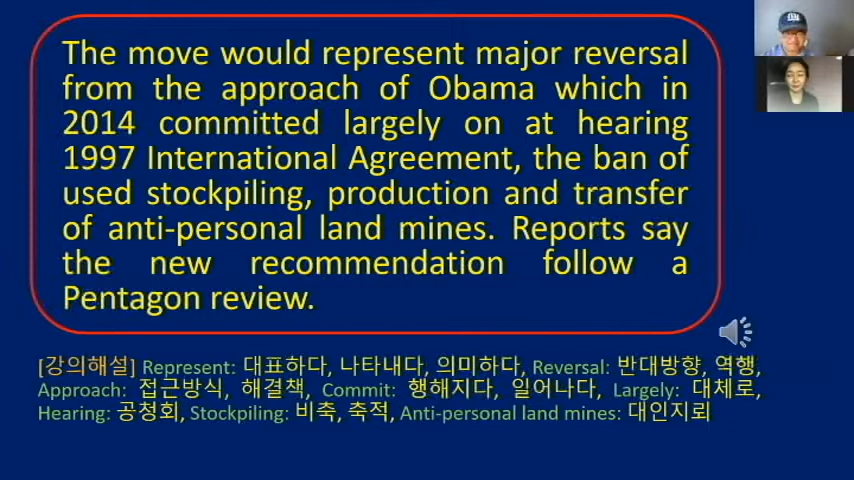 The move would represent major reversal
from the approach of Obama which in
2014 committed largely on at hearing
1997 International Agreement, the ban of
used stockpiling, production and transfer
of anti-personal land mines. Reports say
the new recommendation follow a
Pentagon review.
[강의해설] Represent: 대표하다, 나타내다, 의미하다, Reversal: 반대방향, 역행,
Approach: 접근방식, 해결책, Commit: 행해지다, 일어나다, Largely: 대체로,
Hearing: 공청회, Stockpiling: 비축, 축적, Anti-personal land mines: 대인지뢰